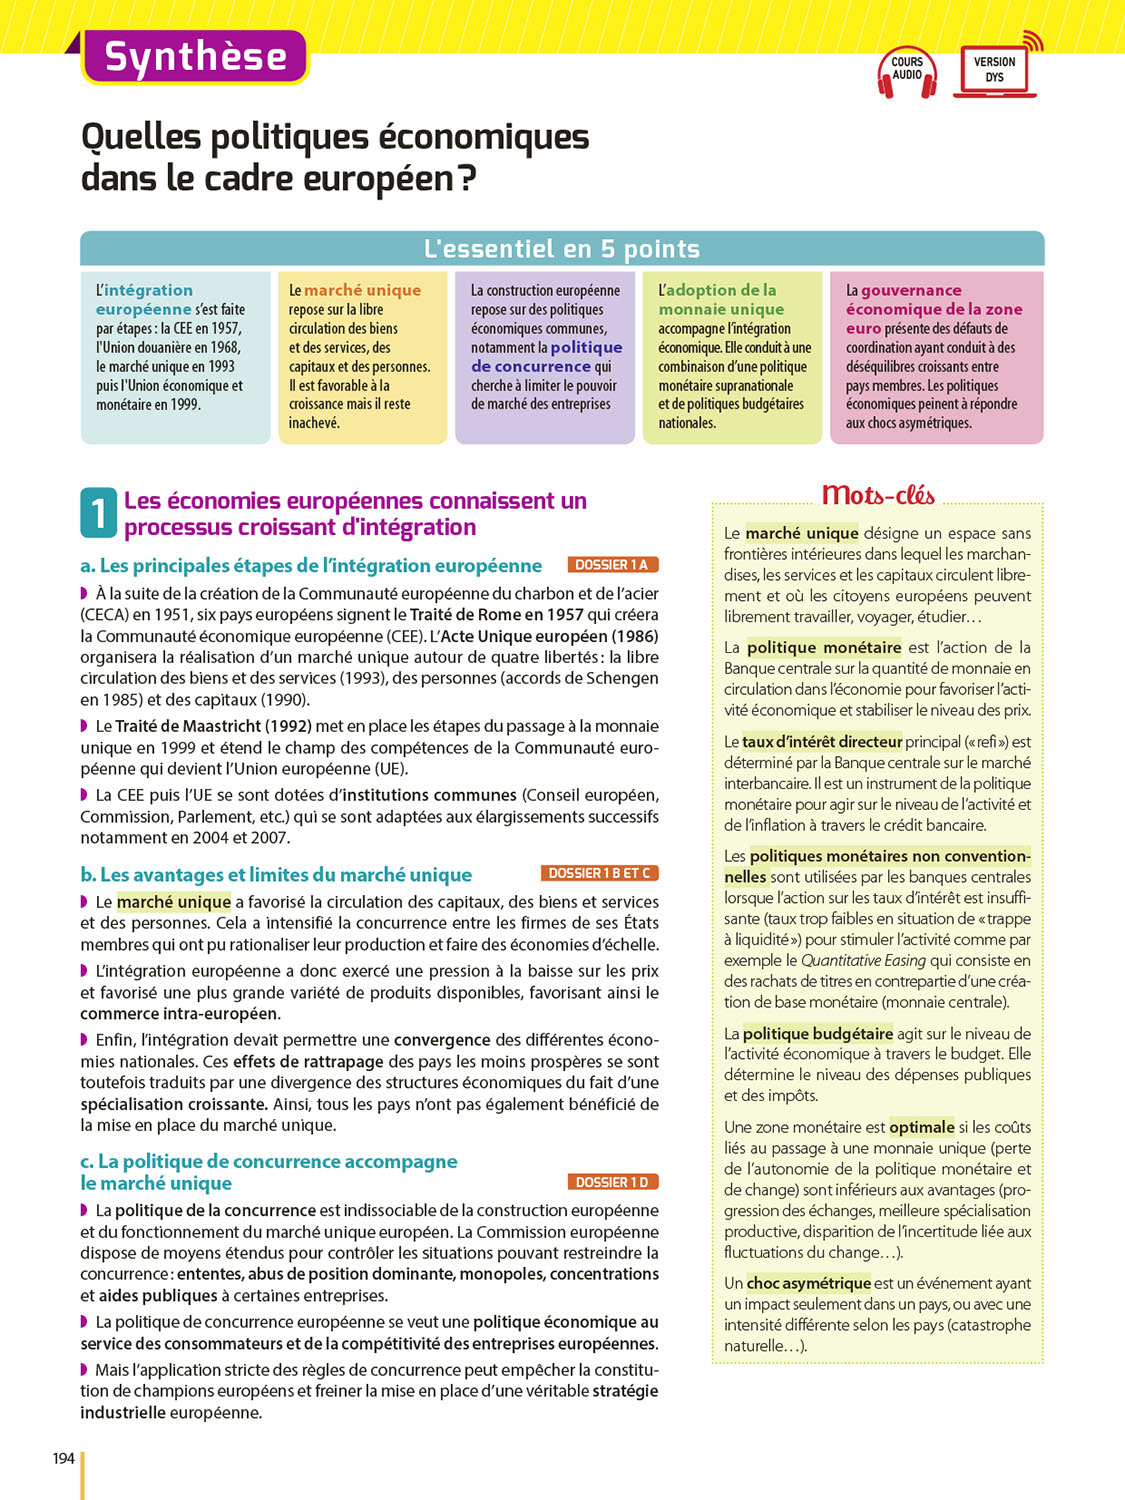 Synthèse
COURS
AUDIO
VERSION
DYS
Quelles politiques économiques
dans le cadre européen ?
L'essentiel en 5 points
L'intégration
européenne s'est faite
par étapes : la CEE en 1957,
l'Union douanière en 1968,
le marché unique en 1993
puis l'Union économique et
monétaire en 1999.
Le marché unique
repose sur la libre
circulation des biens
et des services, des
capitaux et des personnes.
Il est favorable à la
croissance mais il reste
inachevé.
La construction européenne
repose sur des politiques
économiques communes,
notamment la politique
de concurrence qui
cherche à limiter le pouvoir
de marché des entreprises
L'adoption de la
monnaie unique
accompagne l'intégration
économique. Elle conduit à une
combinaison d'une politique
monétaire supranationale
et de politiques budgétaires
nationales.
La gouvernance
économique de la zone
euro présente des défauts de
coordination ayant conduit à des
déséquilibres croissants entre
pays membres. Les politiques
économiques peinent à répondre
aux chocs asymétriques.
1 Les économies européennes connaissent un
processus croissant d'intégration
a. Les principales étapes de l'intégration européenne DOSSIER 1 A
À la suite de la création de la Communauté européenne du charbon et de l'acier
(CECA) en 1951, six pays européens signent le Traité de Rome en 1957 qui créera
la Communauté économique européenne (CEE). L'Acte Unique européen (1986)
organisera la réalisation d'un marché unique autour de quatre libertés : la libre
circulation des biens et des services (1993), des personnes (accords de Schengen
en 1985) et des capitaux (1990).
Le Traité de Maastricht (1992) met en place les étapes du passage à la monnaie
unique en 1999 et étend le champ des compétences de la Communauté euro-
péenne qui devient l'Union européenne (UE).
La CEE puis l'UE se sont dotées d'institutions communes (Conseil européen,
Commission, Parlement, etc.) qui se sont adaptées aux élargissements successifs
notamment en 2004 et 2007.
b. Les avantages et limites du marché unique DOSSIER 1 B ET C
Le marché unique a favorisé la circulation des capitaux, des biens et services
et des personnes. Cela a intensifié la concurrence entre les firmes de ses États
membres qui ont pu rationaliser leur production et faire des économies d'échelle.
L'intégration européenne a donc exercé une pression à la baisse sur les prix
et favorisé une plus grande variété de produits disponibles, favorisant ainsi le
commerce intra-européen.
Enfin, l'intégration devait permettre une convergence des différentes écono-
mies nationales. Ces effets de rattrapage des pays les moins prospères se sont
toutefois traduits par une divergence des structures économiques du fait d'une
spécialisation croissante. Ainsi, tous les pays n'ont pas également bénéficié de
la mise en place du marché unique.
c. La politique de concurrence accompagne
le marché unique DOSSIER 1 D
La politique de la concurrence est indissociable de la construction européenne
et du fonctionnement du marché unique européen. La Commission européenne
dispose de moyens étendus pour contrôler les situations pouvant restreindre la
concurrence : ententes, abus de position dominante, monopoles, concentrations
et aides publiques à certaines entreprises.
La politique de concurrence européenne se veut une politique économique au
service des consommateurs et de la compétitivité des entreprises européennes.
Mais l'application stricte des règles de concurrence peut empêcher la constitu-
tion de champions européens et freiner la mise en place d'une véritable stratégie
industrielle européenne.
Mots-clés
Le marché unique désigne un espace sans
frontières intérieures dans lequel les marchan-
dises, les services et les capitaux circulent libre-
ment et où les citoyens européens peuvent
librement travailler, voyager, étudier…
La politique monétaire est l'action de la
Banque centrale sur la quantité de monnaie en
circulation dans l'économie pour favoriser l'acti-
vité économique et stabiliser le niveau des prix.
Le taux d'intérêt directeur principal (« refi ») est
déterminé par la Banque centrale sur le marché
interbancaire. Il est un instrument de la politique
monétaire pour agir sur le niveau de l'activité et
de l'inflation à travers le crédit bancaire.
Les politiques monétaires non convention-
nelles sont utilisées par les banques centrales
lorsque l'action sur les taux d'intérêt est insuffi-
sante (taux trop faibles en situation de « trappe
à liquidité ») pour stimuler l'activité comme par
exemple le Quantitative Easing qui consiste en
des rachats de titres en contrepartie d'une créa-
tion de base monétaire (monnaie centrale).
La politique budgétaire agit sur le niveau de
l'activité économique à travers le budget. Elle
détermine le niveau des dépenses publiques
et des impôts.
Une zone monétaire est optimale si les coûts
liés au passage à une monnaie unique (perte
de l'autonomie de la politique monétaire et
de change) sont inférieurs aux avantages (pro-
gression des échanges, meilleure spécialisation
productive, disparition de l'incertitude liée aux
fluctuations du change…).
Un choc asymétrique est un événement ayant
un impact seulement dans un pays, ou avec une
intensité différente selon les pays (catastrophe
naturelle…).
194